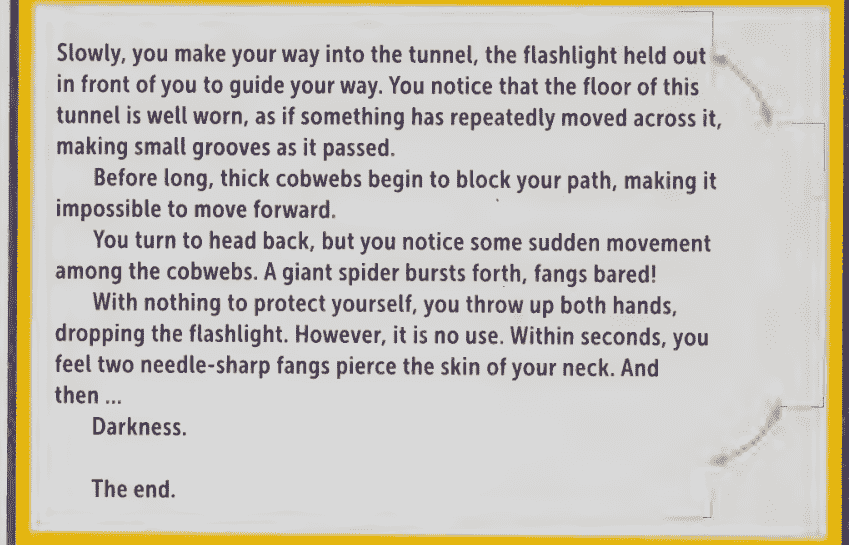 Slowly, you make your way into the tunnel, the flashlight held out
in front of you to guide your way. You notice that the floor of this
tunnel is well worn, as if something has repeatedly moved across it,
making small grooves as it passed.
Before long, thick cobwebs begin to block your path, making it
impossible to move forward.
You turn to head back, but you notice some sudden movement
among the cobwebs. A giant spider bursts forth, fangs bared!
With nothing to protect yourself, you throw up both hands,
dropping the flashlight. However, it is no use. Within seconds, you
feel two needle-sharp fangs pierce the skin of your neck. And
then ...
Darkness.
The end.